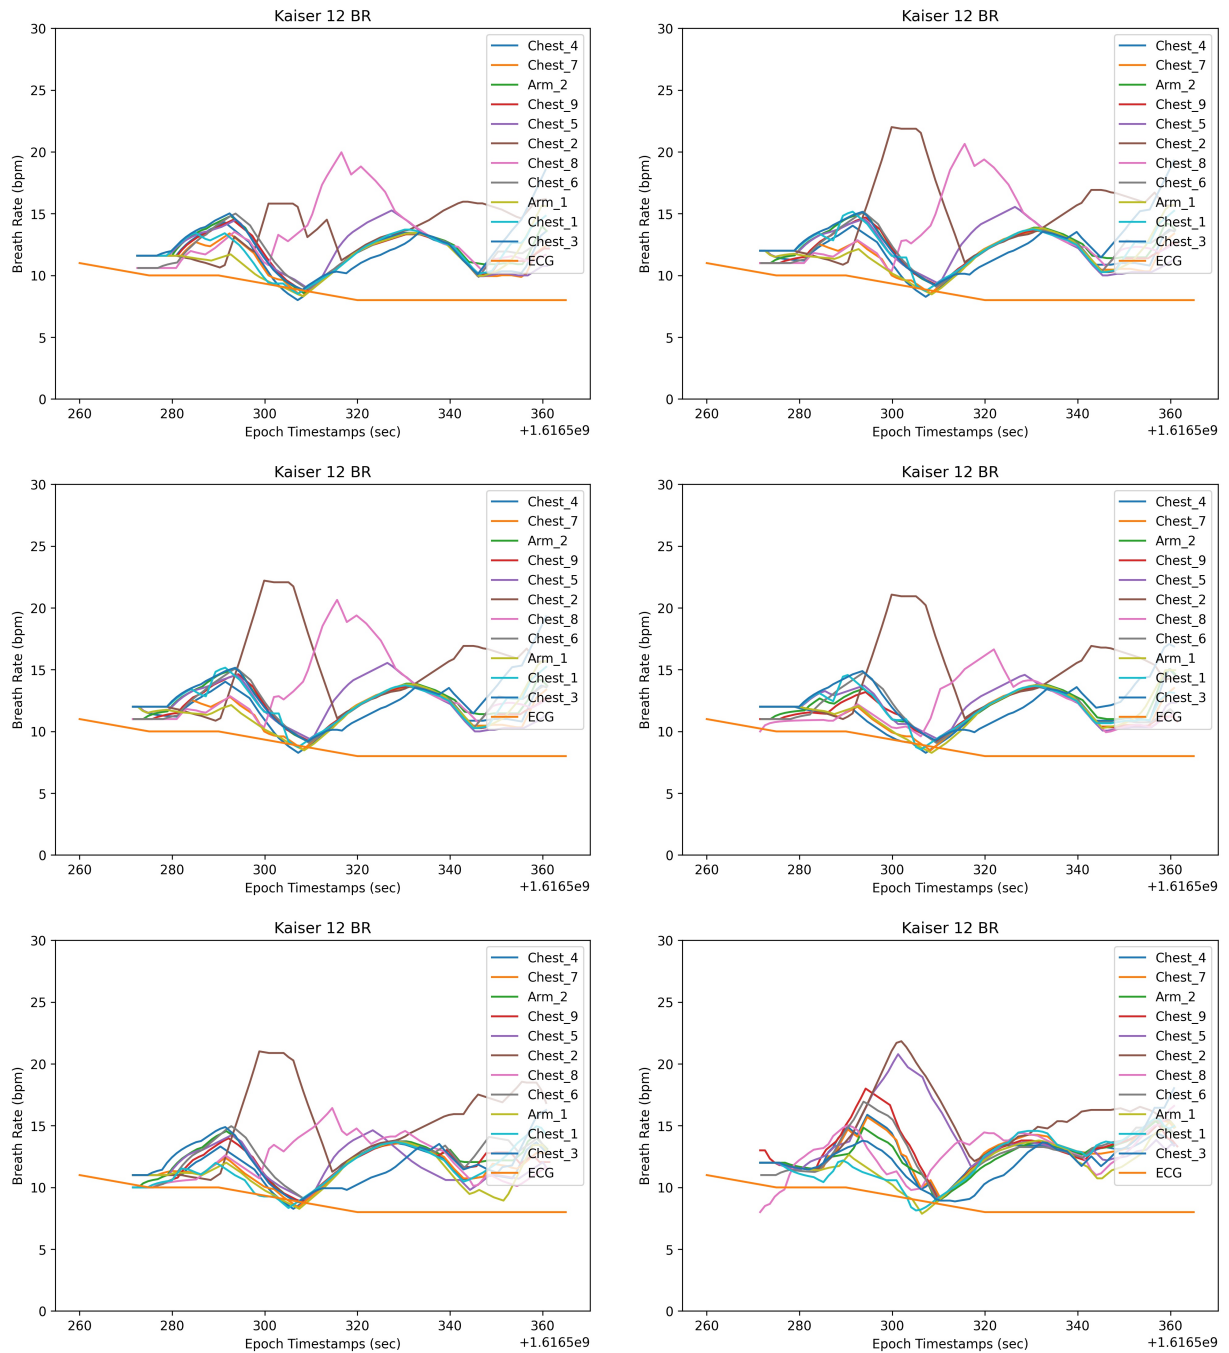 Kaiser 12 BR
30
25
20
15
10
5
0
Breath Rate (bpm)
Chest_4
Chest_7
Arm_2
Chest_9
Chest_5
Chest_2
Chest_8
Chest_6
Arm_1
Chest_1
Chest_3
ECG
260 280 300 320 340 360
Epoch Timestamps (sec)
+1.6165e9
Kaiser 12 BR
30
25
20
15
10
5
0
Breath Rate (bpm)
Chest_4
Chest_7
Arm_2
Chest_9
Chest_5
Chest_2
Chest_8
Chest_6
Arm_1
Chest_1
Chest_3
ECG
260 280 300 320 340 360
Epoch Timestamps (sec)
+1.6165e9
Kaiser 12 BR
30
25
20
15
10
5
0
Breath Rate (bpm)
Chest_4
Chest_7
Arm_2
Chest_9
Chest_5
Chest_2
Chest_8
Chest_6
Arm_1
Chest_1
Chest_3
ECG
260 280 300 320 340 360
Epoch Timestamps (sec)
+1.6165e9
Kaiser 12 BR
30
25
20
15
10
5
0
Breath Rate (bpm)
Chest_4
Chest_7
Arm_2
Chest_9
Chest_5
Chest_2
Chest_8
Chest_6
Arm_1
Chest_1
Chest_3
ECG
260 280 300 320 340 360
Epoch Timestamps (sec)
+1.6165e9
Kaiser 12 BR
30
25
20
15
10
5
0
Breath Rate (bpm)
Chest_4
Chest_7
Arm_2
Chest_9
Chest_5
Chest_2
Chest_8
Chest_6
Arm_1
Chest_1
Chest_3
ECG
260 280 300 320 340 360
Epoch Timestamps (sec)
+1.6165e9
Kaiser 12 BR
30
25
20
15
10
5
0
Breath Rate (bpm)
Chest_4
Chest_7
Arm_2
Chest_9
Chest_5
Chest_2
Chest_8
Chest_6
Arm_1
Chest_1
Chest_3
ECG
260 280 300 320 340 360
Epoch Timestamps (sec)
+1.6165e9